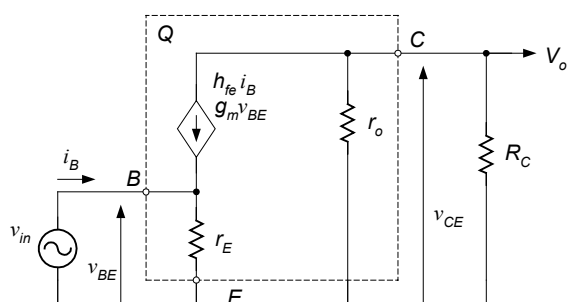 Q
C
V_o
h_fe i_B
g_m v_BE
r_o
R_C
i_B
B
v_CE
v_in
v_BE
r_E
E